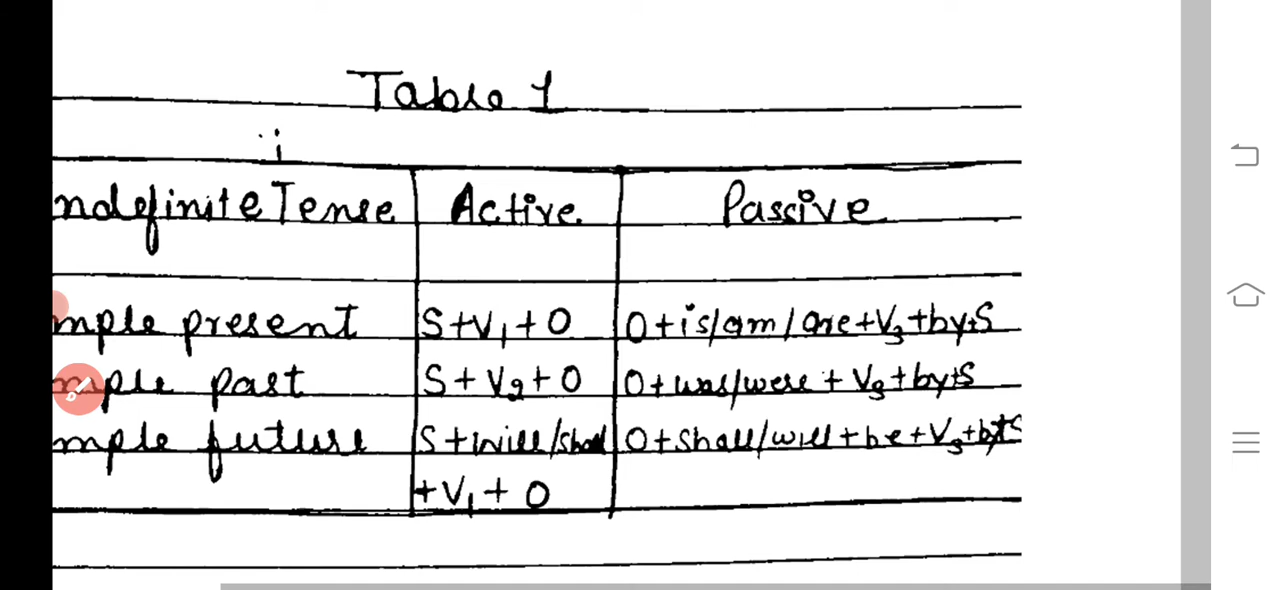 Table 1
ndefinite Tense Active Passive
mple present S+V1+O O+is/am/are+V3+by+S
mple past S+V2+O O+was/were+V3+by+S
mple future S+will/shall O+shall/will+be+V3+by+S
+V1+O